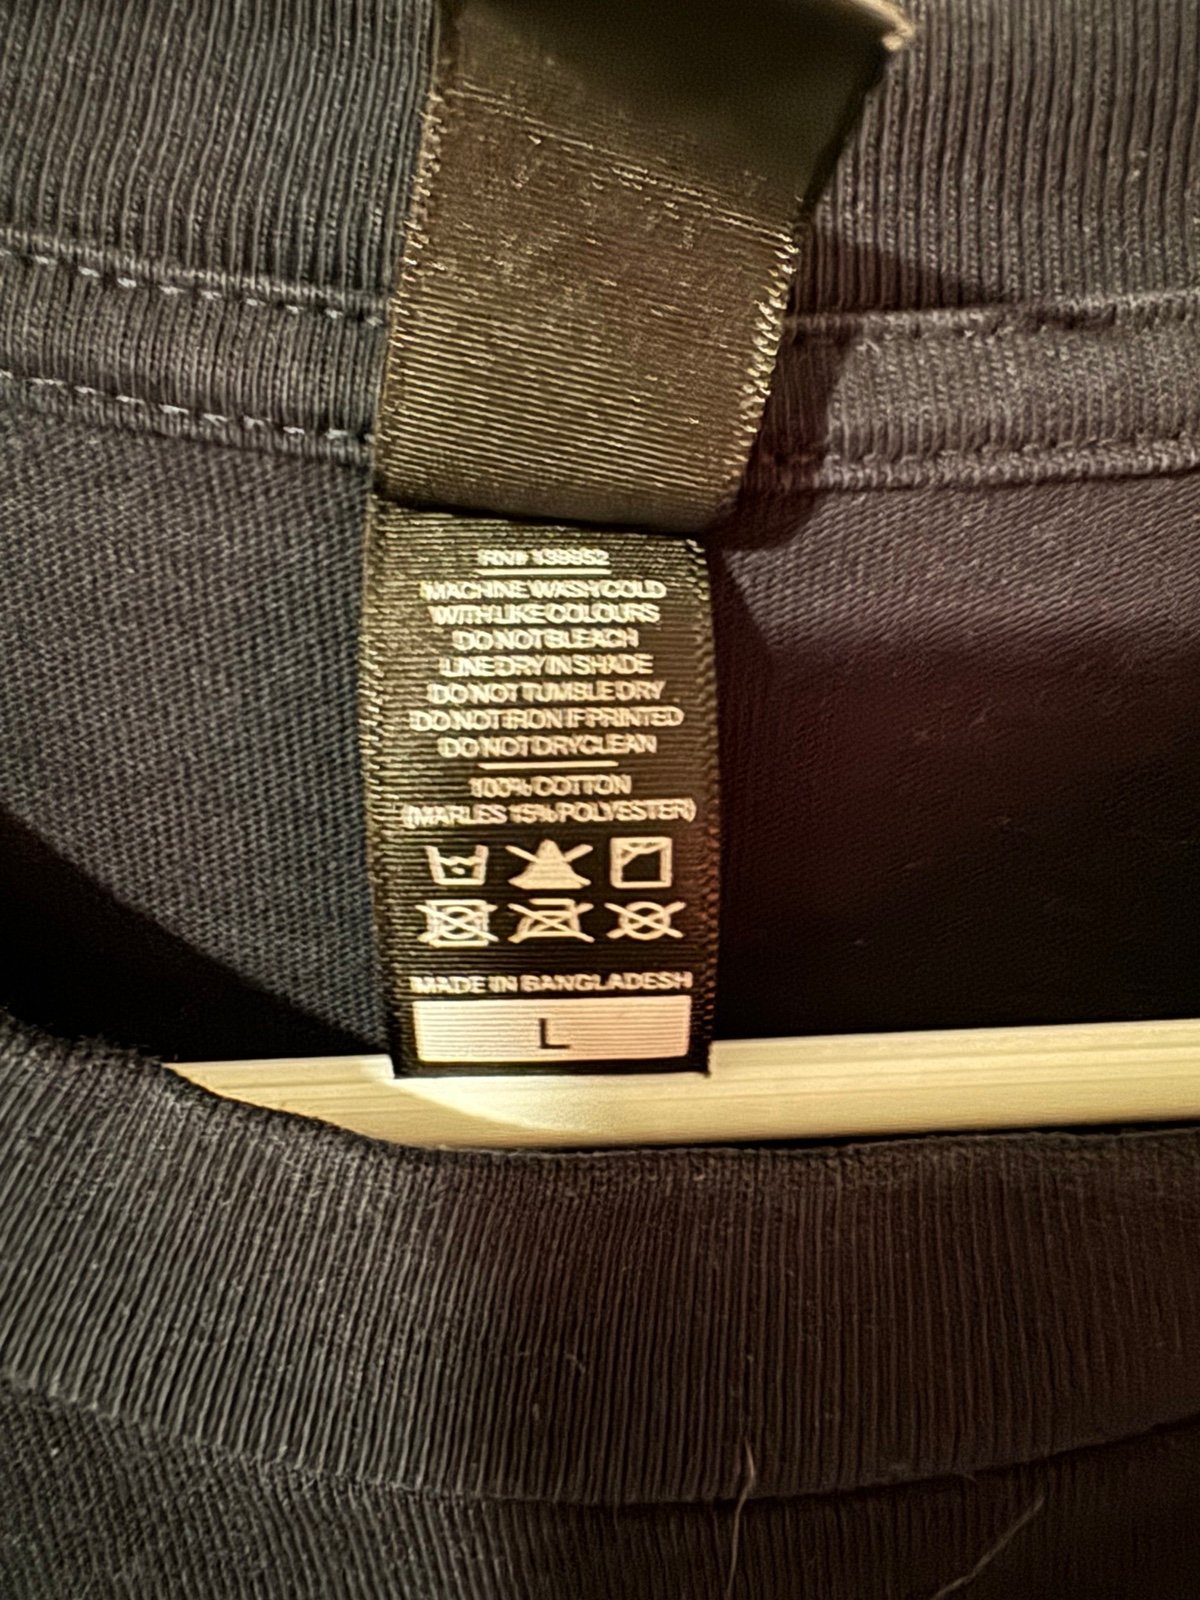 RN# 139952
MACHINE WASH COLD
WITH LIKE COLOURS
DO NOT BLEACH
LINE DRY IN SHADE
DO NOT TUMBLE DRY
DO NOT IRON IF PRINTED
DO NOT DRYCLEAN
100% COTTON
(MARLES 15% POLYESTER)
MADE IN BANGLADESH
L